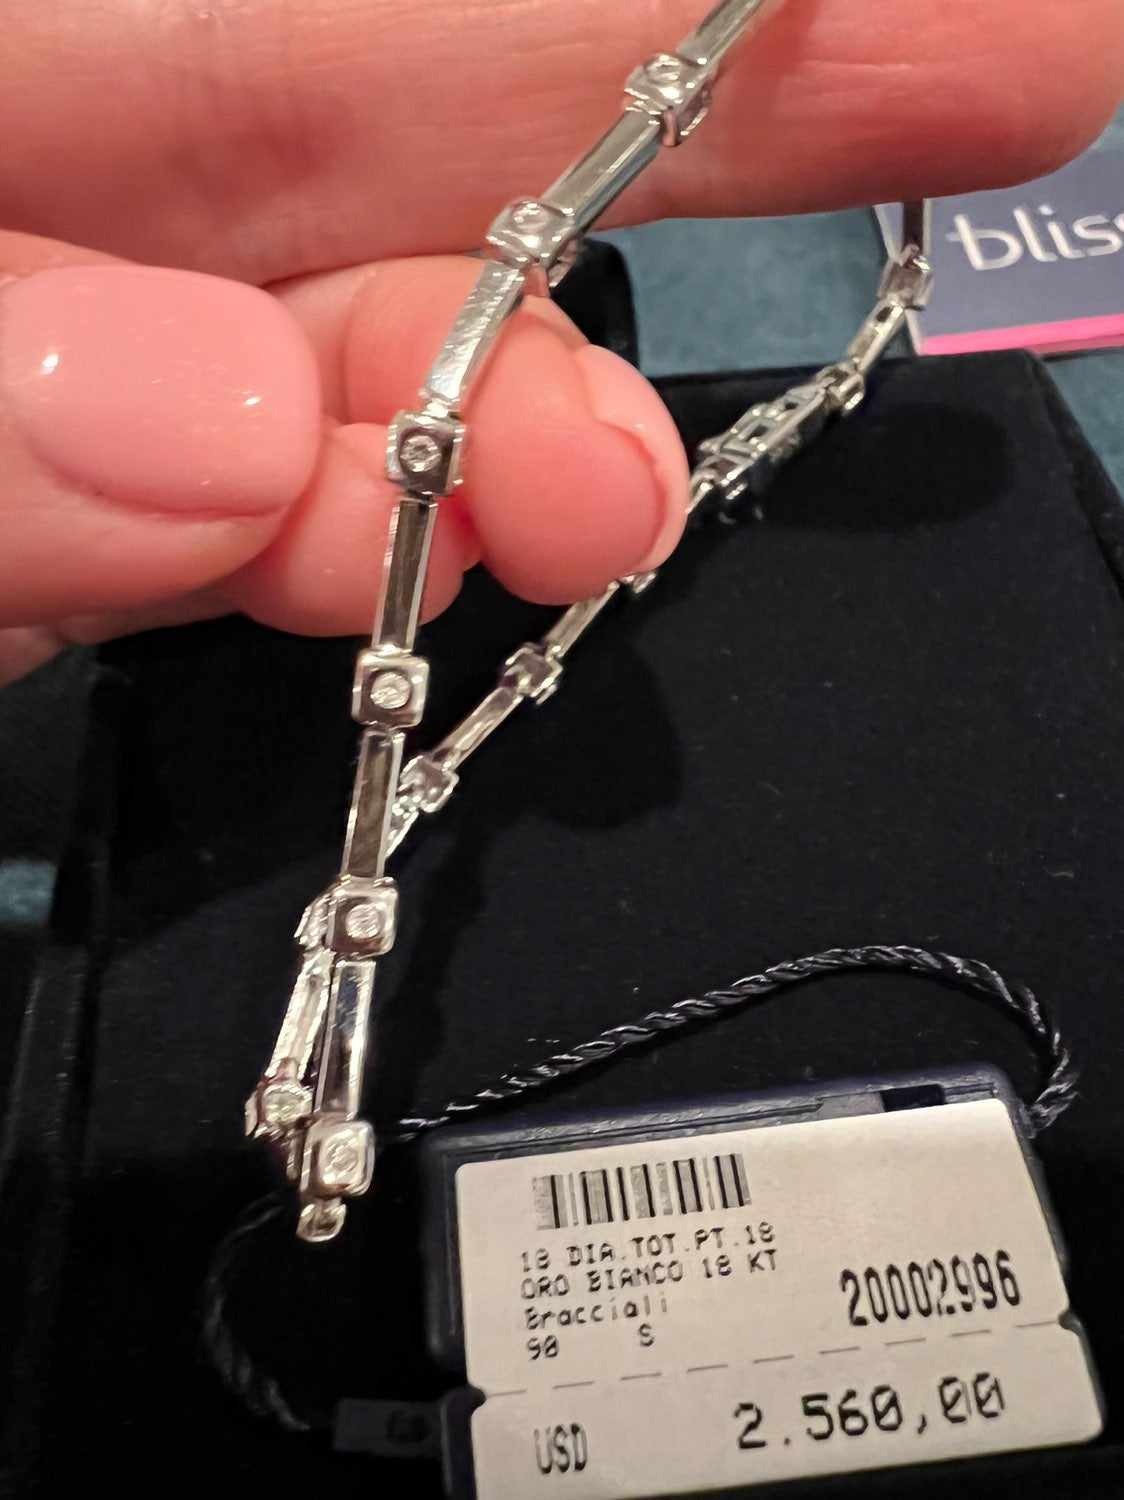 bliss
18 DIA.TOT.PT.18
ORO BIANCO 18 KT
Bracciali
90 S
20002996
USD 2.560,00